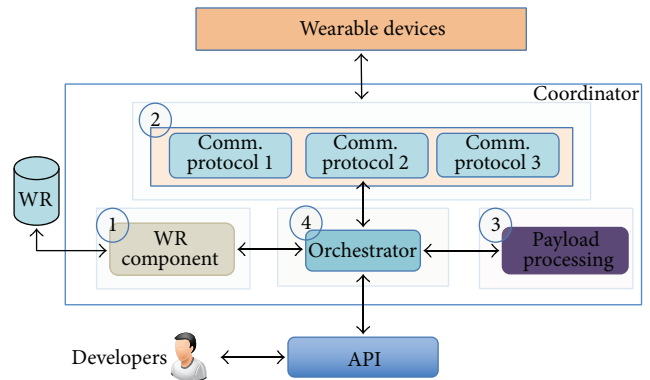 Wearable devices
Coordinator
2
Comm.
protocol 1
Comm.
protocol 2
Comm.
protocol 3
WR
1
WR
component
4
Orchestrator
3
Payload
processing
Developers
API